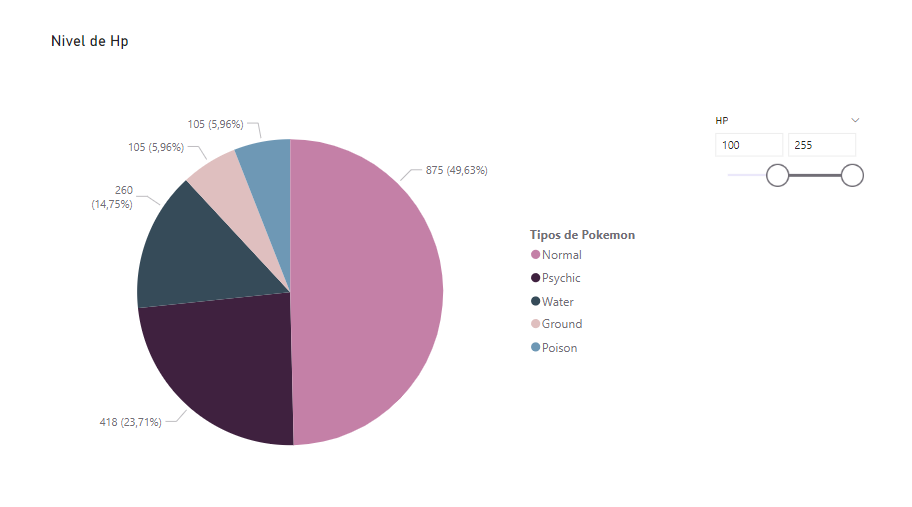 Nivel de Hp
105 (5,96%)
105 (5,96%)
260
(14,75%)
418 (23,71%)
875 (49,63%)
HP
100
255
Tipos de Pokemon
Normal
Psychic
Water
Ground
Poison